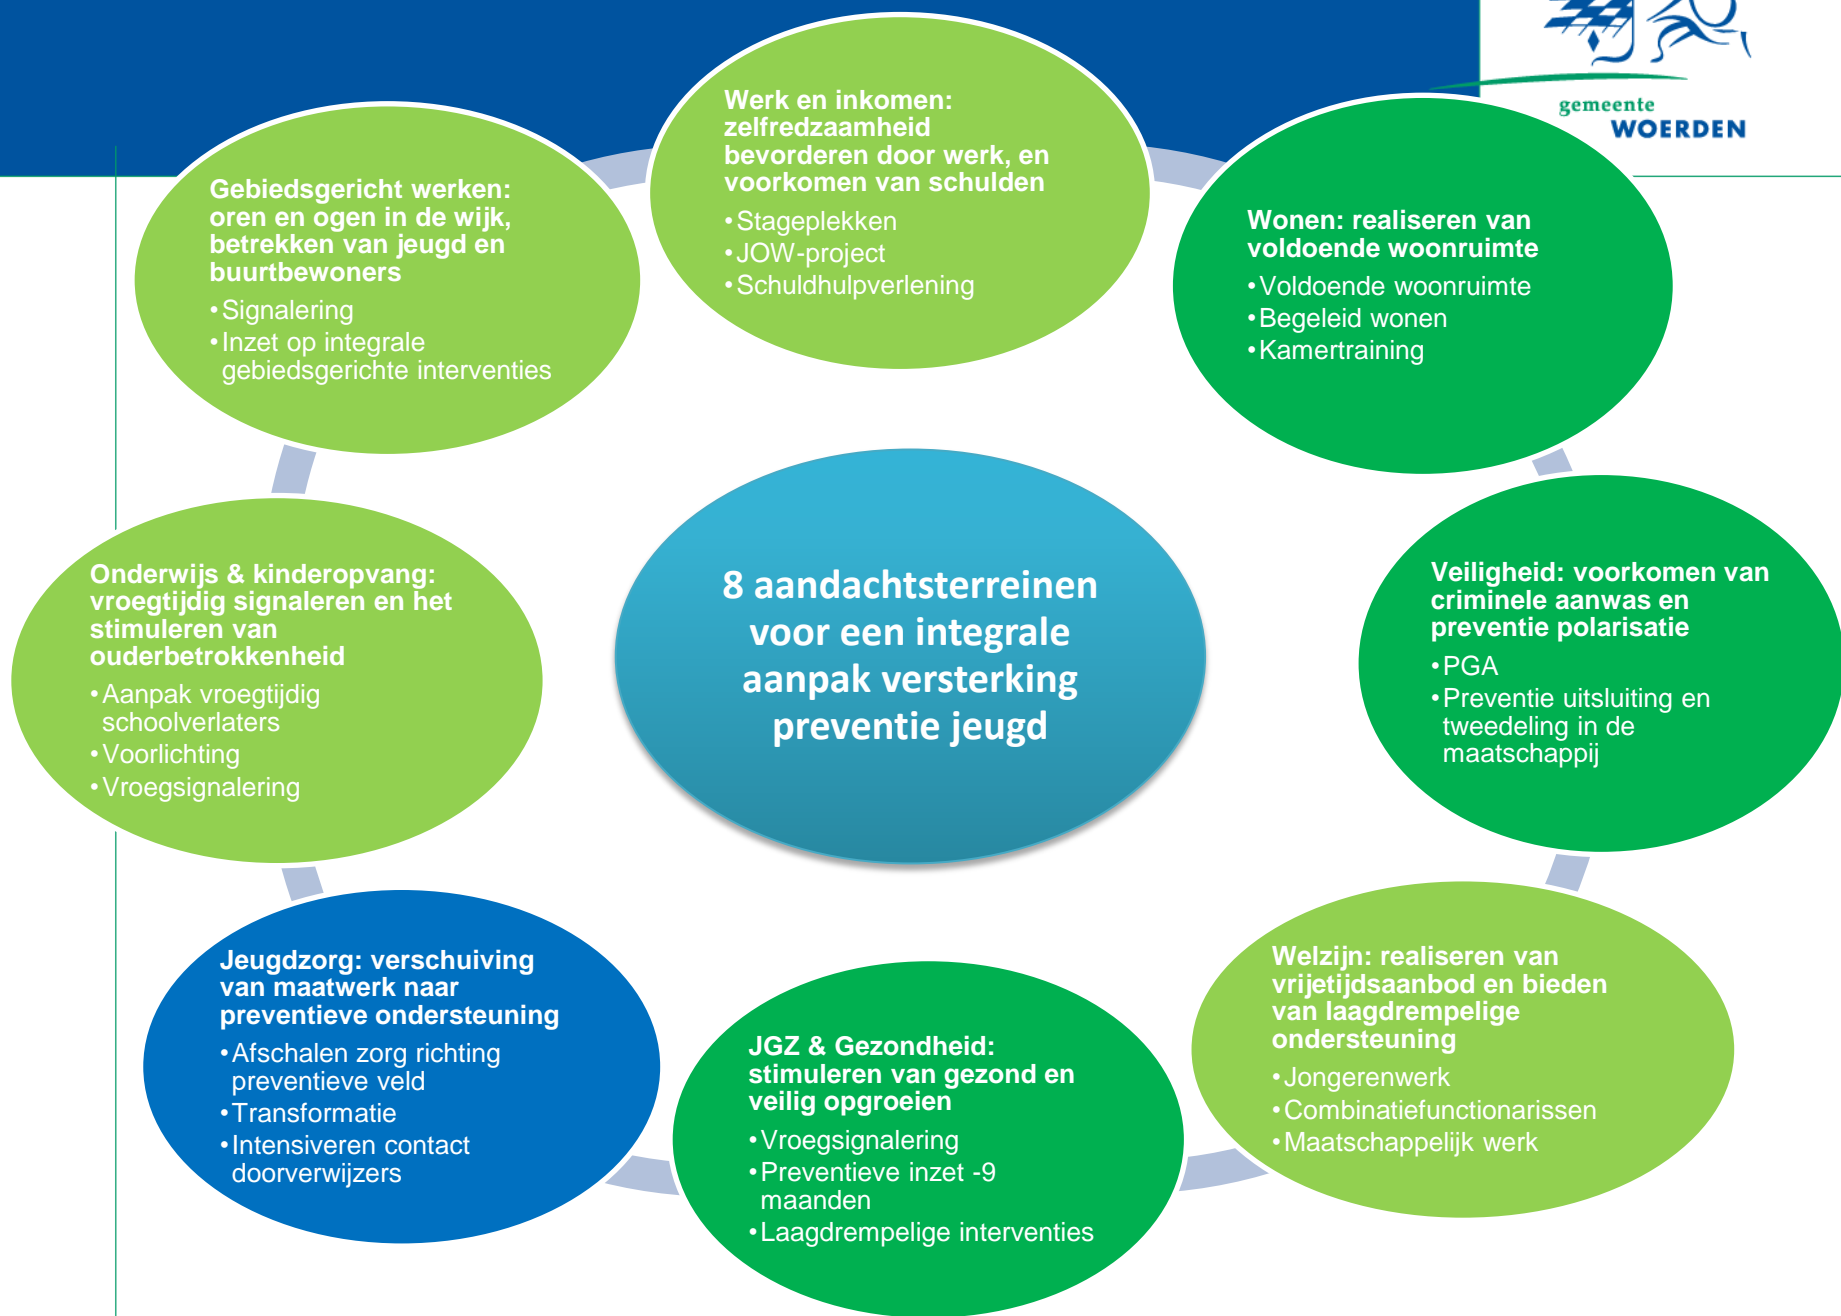 gemeente
WOERDEN
Werk en inkomen:
zelfredzaamheid
bevorderen door werk, en
voorkomen van schulden
•Stageplekken
•JOW-project
•Schuldhulpverlening
Wonen: realiseren van
voldoende woonruimte
•Voldoende woonruimte
•Begeleid wonen
•Kamertraining
Veiligheid: voorkomen van
criminele aanwas en
preventie polarisatie
•PGA
•Preventie uitsluiting en
tweedeling in de
maatschappij
Welzijn: realiseren van
vrijetijdsaanbod en bieden
van laagdrempelige
ondersteuning
•Jongerenwerk
•Combinatiefunctionarissen
•Maatschappelijk werk
JGZ & Gezondheid:
stimuleren van gezond en
veilig opgroeien
•Vroegsignalering
•Preventieve inzet -9
maanden
•Laagdrempelige interventies
Jeugdzorg: verschuiving
van maatwerk naar
preventieve ondersteuning
•Afschalen zorg richting
preventieve veld
•Transformatie
•Intensiveren contact
doorverwijzers
Onderwijs & kinderopvang:
vroegtijdig signaleren en het
stimuleren van
ouderbetrokkenheid
•Aanpak vroegtijdig
schoolverlaters
•Voorlichting
•Vroegsignalering
Gebiedsgericht werken:
oren en ogen in de wijk,
betrekken van jeugd en
buurtbewoners
•Signalering
•Inzet op integrale
gebiedsgerichte interventies
8 aandachtsterreinen
voor een integrale
aanpak versterking
preventie jeugd